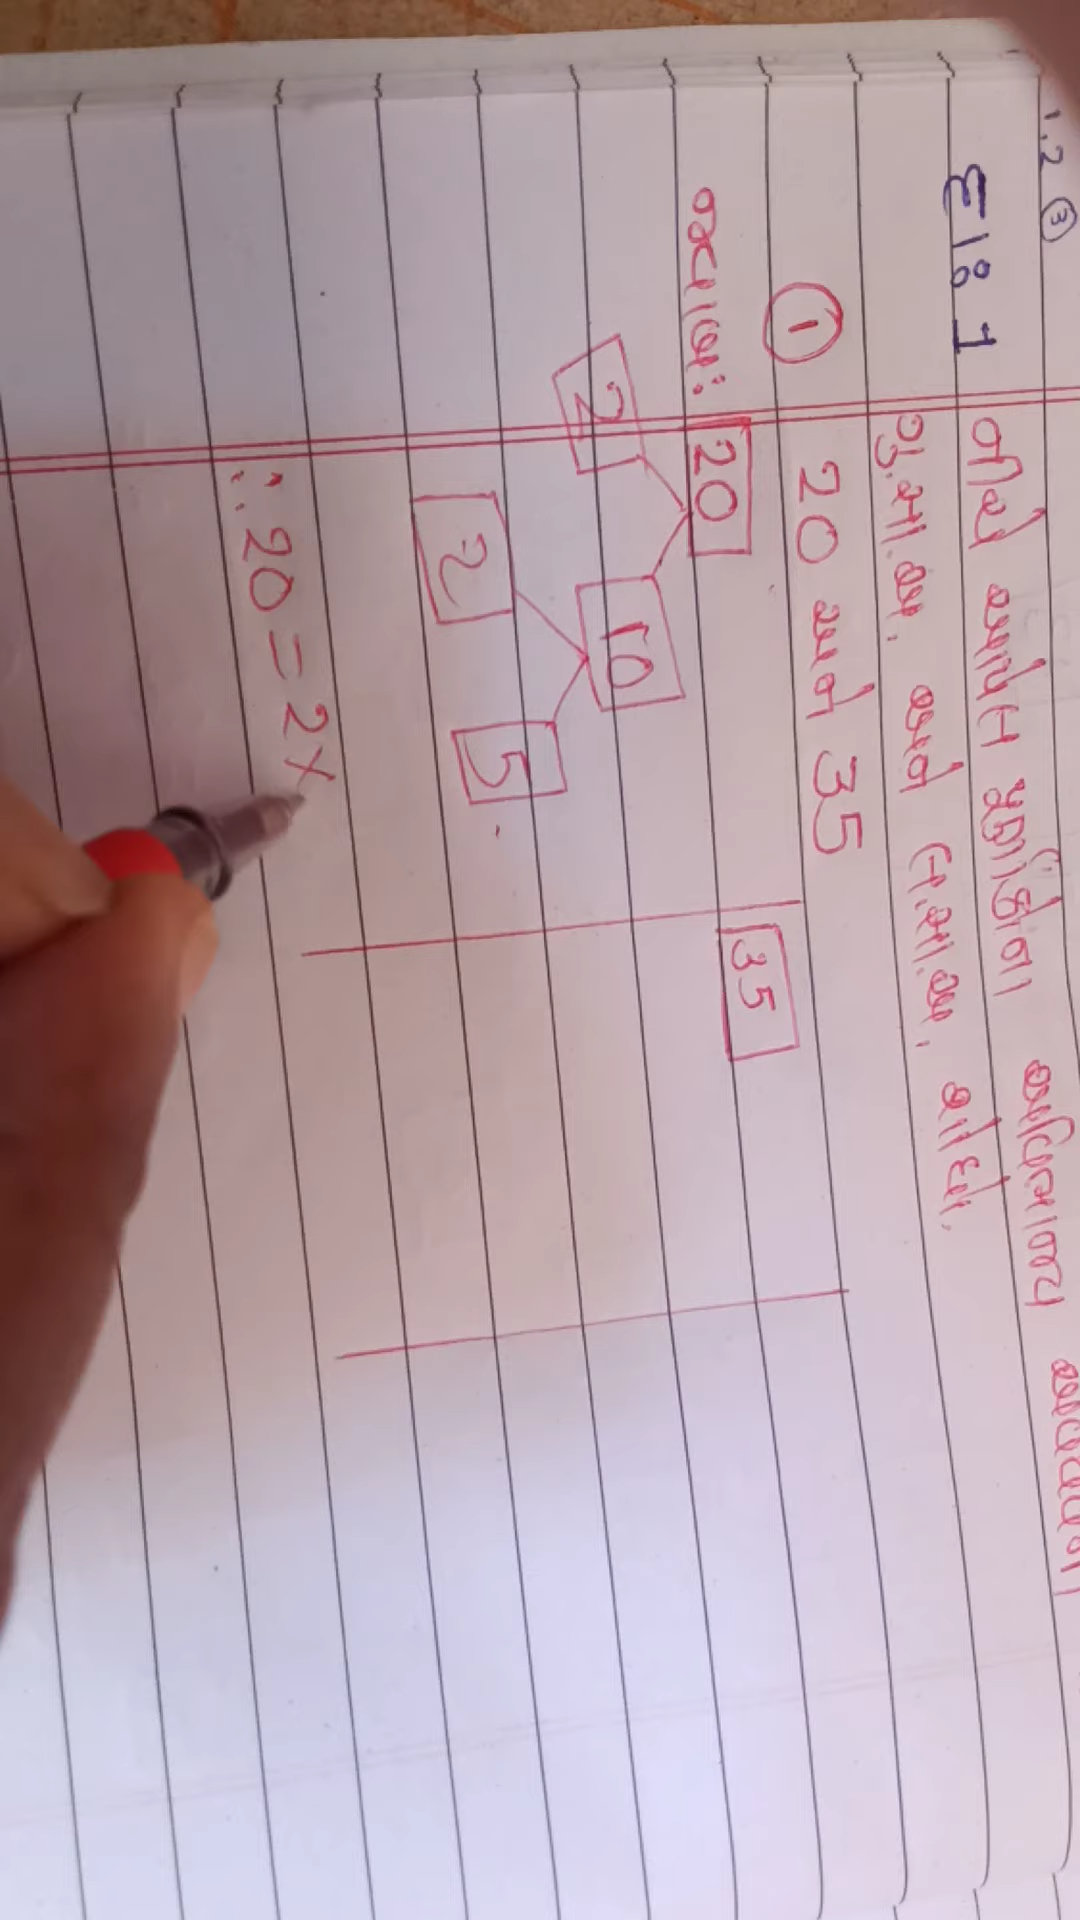 1.2 ③
દા૦ 1 નીચે આપેલ પૂર્ણાંકોના અવિભાજ્ય અવયવોના
ગુ.સા.અ. અને લ.સા.અ. શોધો.
① 20 અને 35
જવાબ: 20 35
2 10
2 5
∴ 20 = 2×